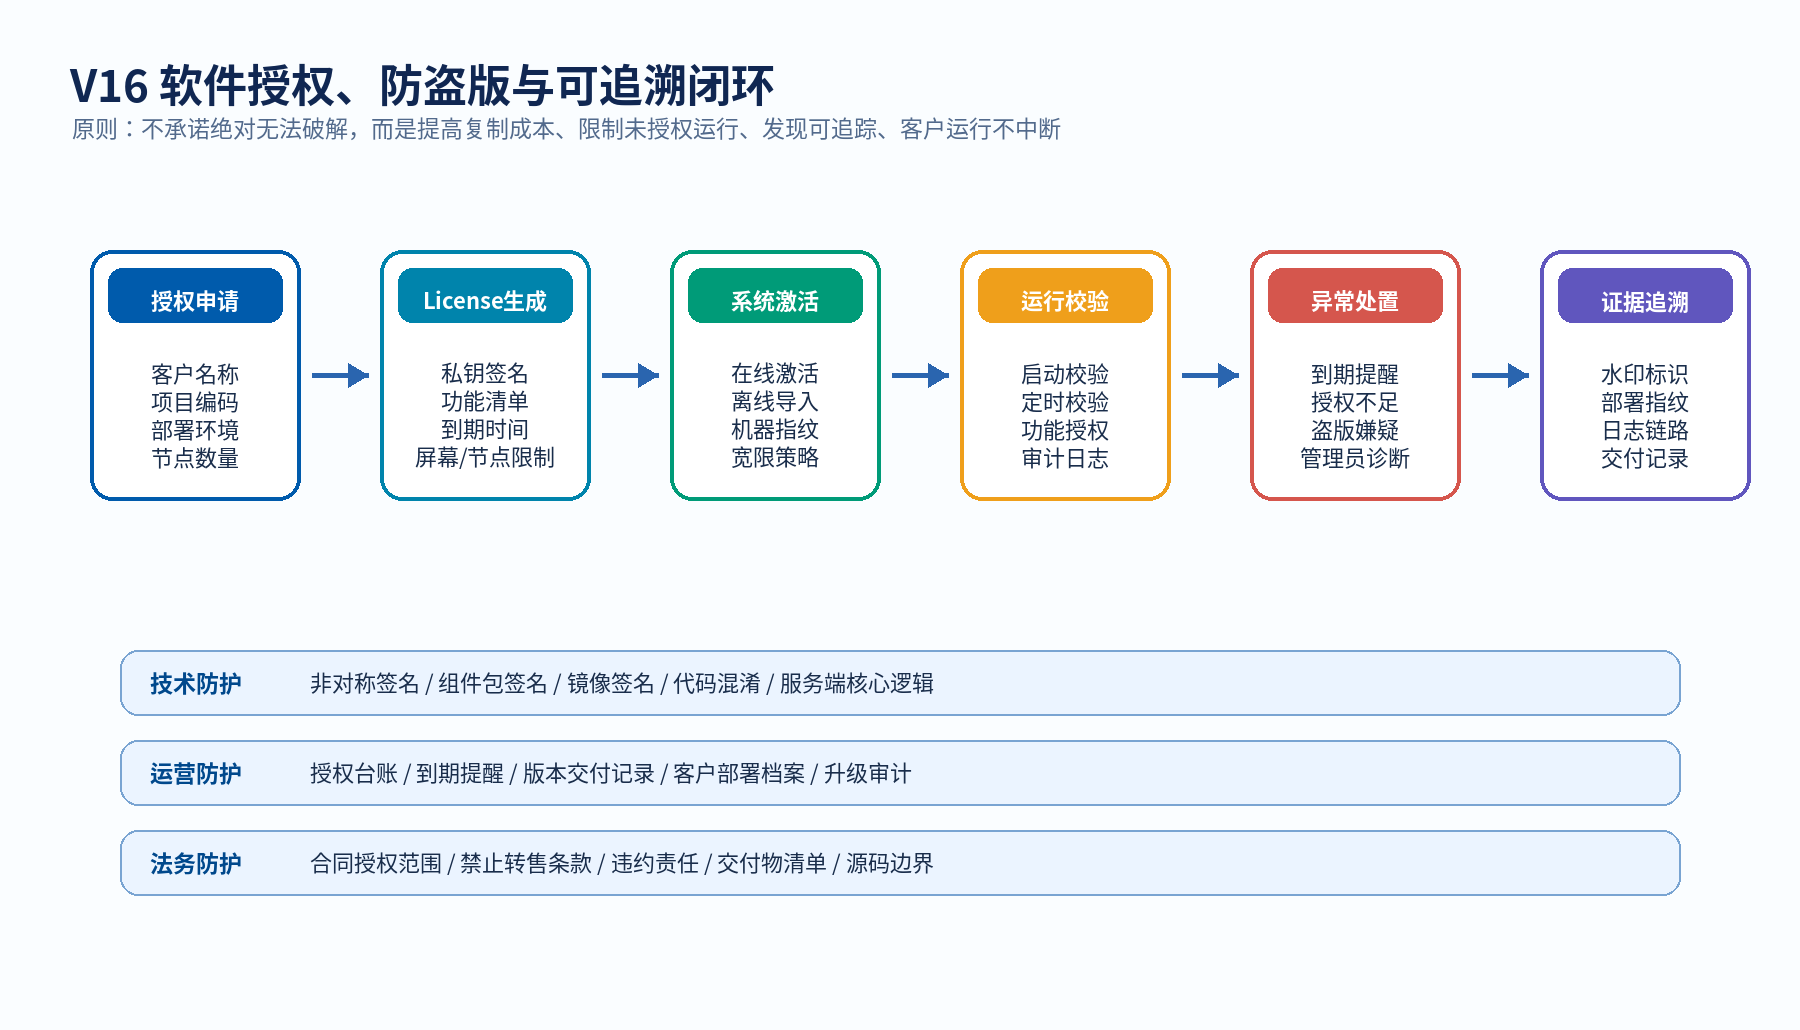 V16 软件授权、防盗版与可追溯闭环
原则：不承诺绝对无法破解，而是提高复制成本、限制未授权运行、发现可追踪、客户运行不中断
授权申请
客户名称
项目编码
部署环境
节点数量
License生成
私钥签名
功能清单
到期时间
屏幕/节点限制
系统激活
在线激活
离线导入
机器指纹
宽限策略
运行校验
启动校验
定时校验
功能授权
审计日志
异常处置
到期提醒
授权不足
盗版嫌疑
管理员诊断
证据追溯
水印标识
部署指纹
日志链路
交付记录
技术防护 非对称签名 / 组件包签名 / 镜像签名 / 代码混淆 / 服务端核心逻辑
运营防护 授权台账 / 到期提醒 / 版本交付记录 / 客户部署档案 / 升级审计
法务防护 合同授权范围 / 禁止转售条款 / 违约责任 / 交付物清单 / 源码边界